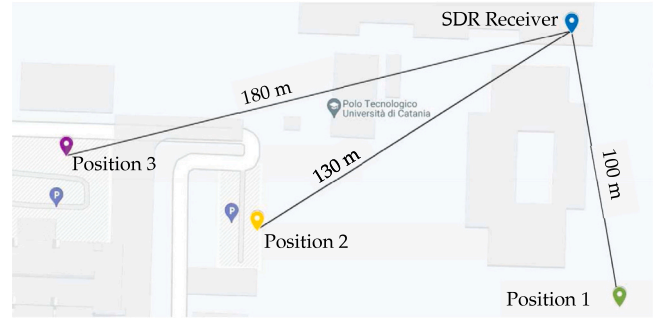 SDR Receiver
180 m
Polo Tecnologico
Università di Catania
Position 3
P
130 m
100 m
P
Position 2
Position 1